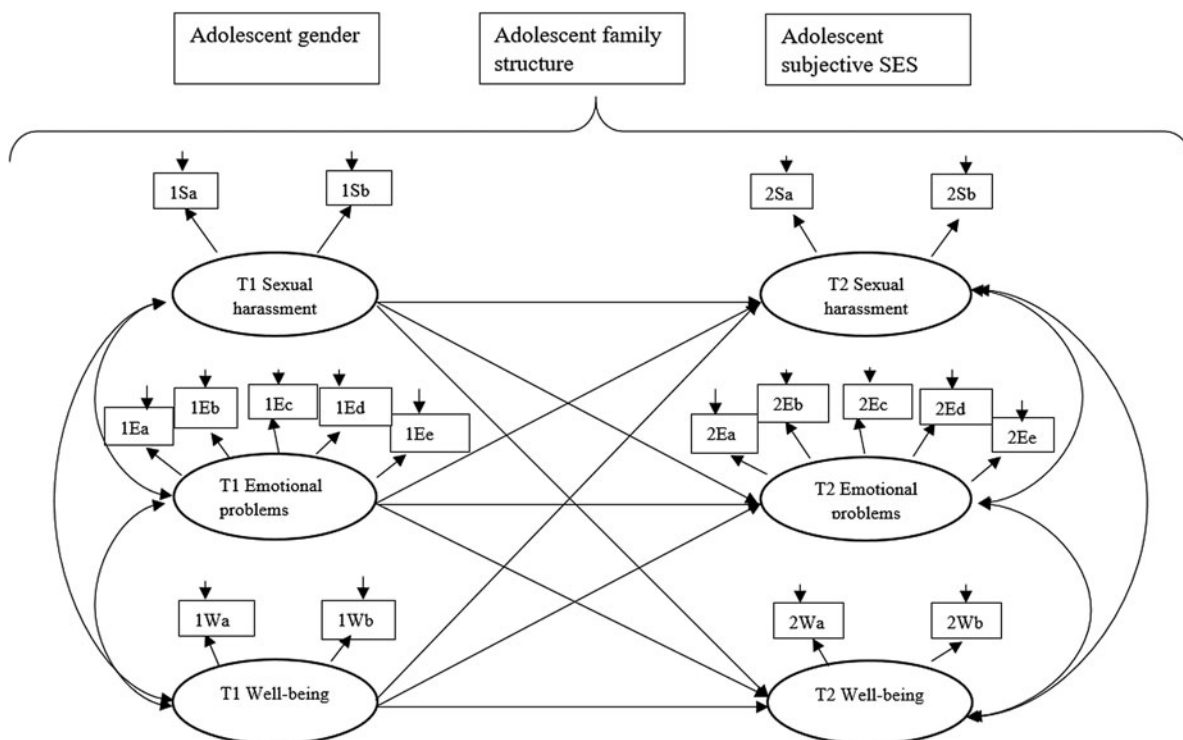 Adolescent gender
Adolescent family
structure
Adolescent
subjective SES
1Sa
1Sb
2Sa
2Sb
T1 Sexual
harassment
T2 Sexual
harassment
1Ea
1Eb
1Ec
1Ed
1Ee
2Ea
2Eb
2Ec
2Ed
2Ee
T1 Emotional
problems
T2 Emotional
problems
1Wa
1Wb
2Wa
2Wb
T1 Well-being
T2 Well-being